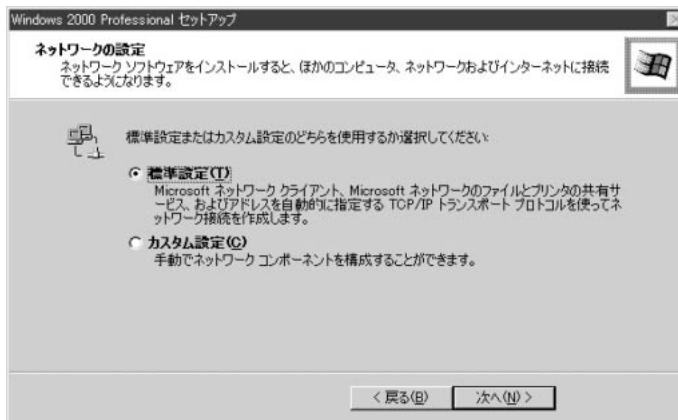 Windows 2000 Professional セットアップ
ネットワークの設定
ネットワーク ソフトウェアをインストールすると、ほかのコンピュータ、ネットワークおよびインターネットに接続
できるようになります。
標準設定またはカスタム設定のどちらを使用するか選択してください:
標準設定(T)
Microsoft ネットワーク クライアント、Microsoft ネットワークのファイルとプリンタの共有サ
ービス、およびアドレスを自動的に指定する TCP/IP トランスポート プロトコルを使ってネ
ットワーク接続を作成します。
カスタム設定(C)
手動でネットワーク コンポーネントを構成することができます。
< 戻る(B) 次へ(N) >